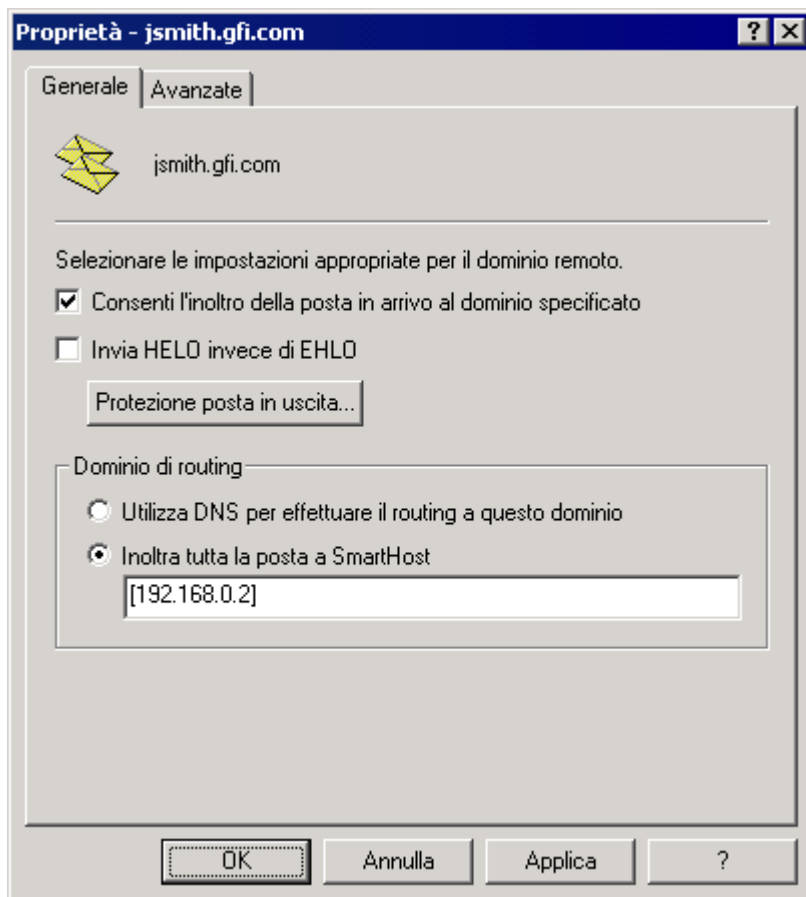 Proprietà - jsmith.gfi.com
Generale
Avanzate
jsmith.gfi.com
Selezionare le impostazioni appropriate per il dominio remoto.
Consenti l'inoltro della posta in arrivo al dominio specificato
Invia HELO invece di EHLO
Protezione posta in uscita...
Dominio di routing
Utilizza DNS per effettuare il routing a questo dominio
Inoltra tutta la posta a SmartHost
[192.168.0.2]
OK Annulla Applica ?